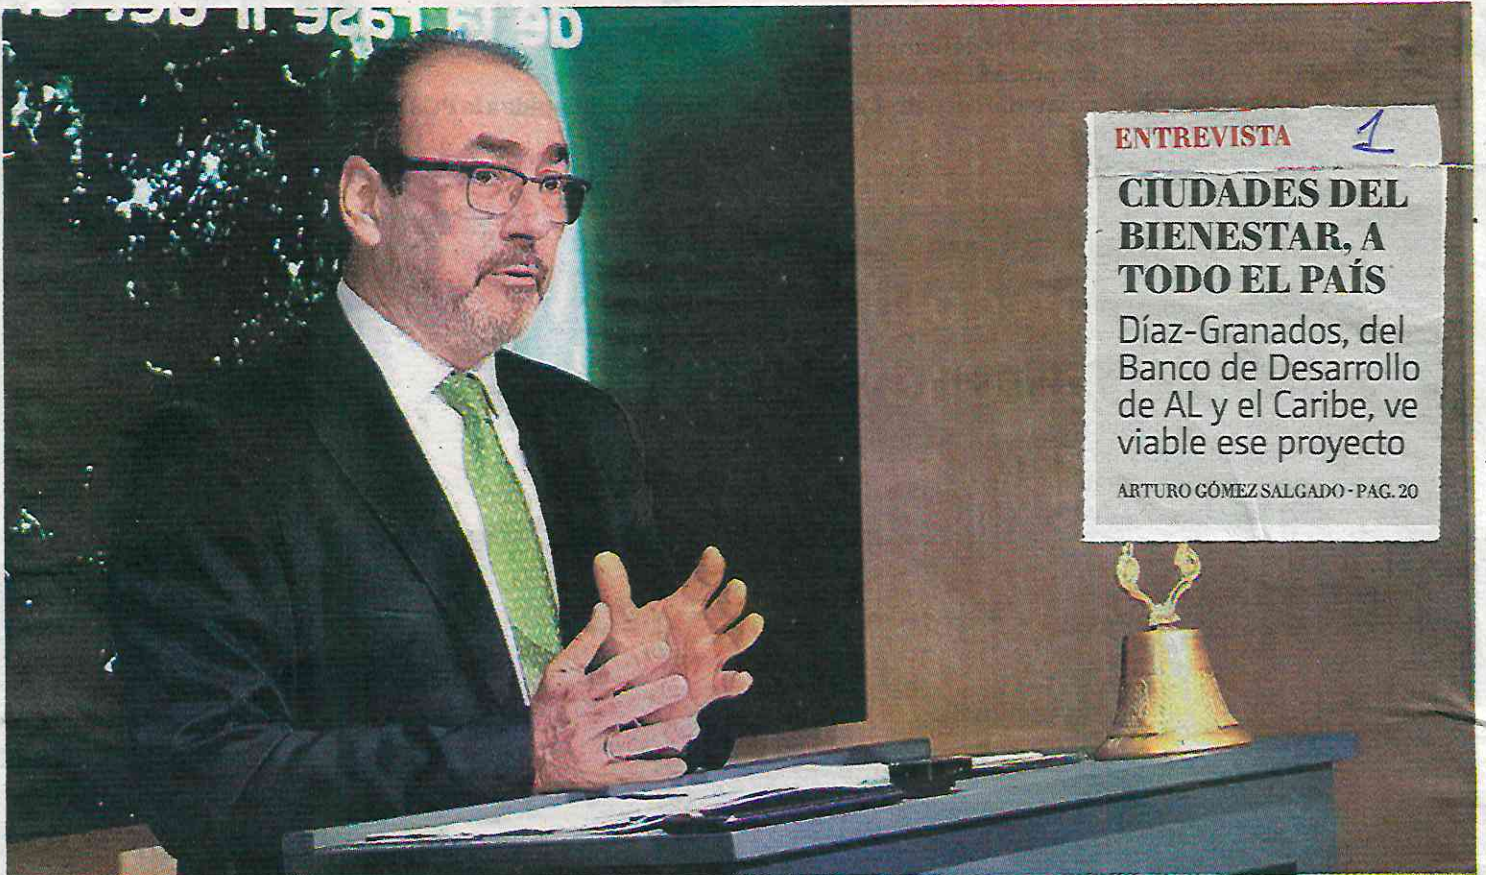 ENTREVISTA 1
CIUDADES DEL
BIENESTAR, A
TODO EL PAÍS
Díaz-Granados, del
Banco de Desarrollo
de AL y el Caribe, ve
viable ese proyecto
ARTURO GÓMEZ SALGADO - PAG. 20